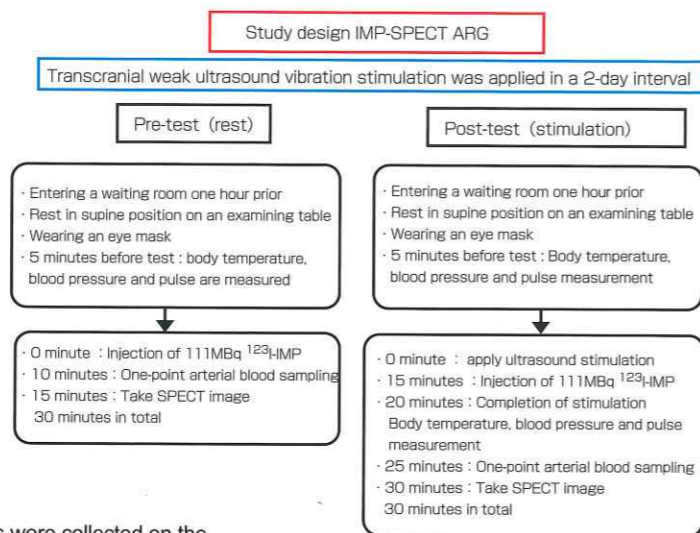 Study design IMP-SPECT ARG
Transcranial weak ultrasound vibration stimulation was applied in a 2-day interval
Pre-test (rest)
· Entering a waiting room one hour prior
· Rest in supine position on an examining table
· Wearing an eye mask
· 5 minutes before test : body temperature,
blood pressure and pulse are measured
· 0 minute : Injection of 111MBq ¹²³I-IMP
· 10 minutes : One-point arterial blood sampling
· 15 minutes : Take SPECT image
30 minutes in total
Post-test (stimulation)
· Entering a waiting room one hour prior
· Rest in supine position on an examining table
· Wearing an eye mask
· 5 minutes before test : Body temperature,
blood pressure and pulse measurement
· 0 minute : apply ultrasound stimulation
· 15 minutes : Injection of 111MBq ¹²³I-IMP
· 20 minutes : Completion of stimulation
Body temperature, blood pressure and pulse
measurement
· 25 minutes : One-point arterial blood sampling
· 30 minutes : Take SPECT image
30 minutes in total
were collected on the